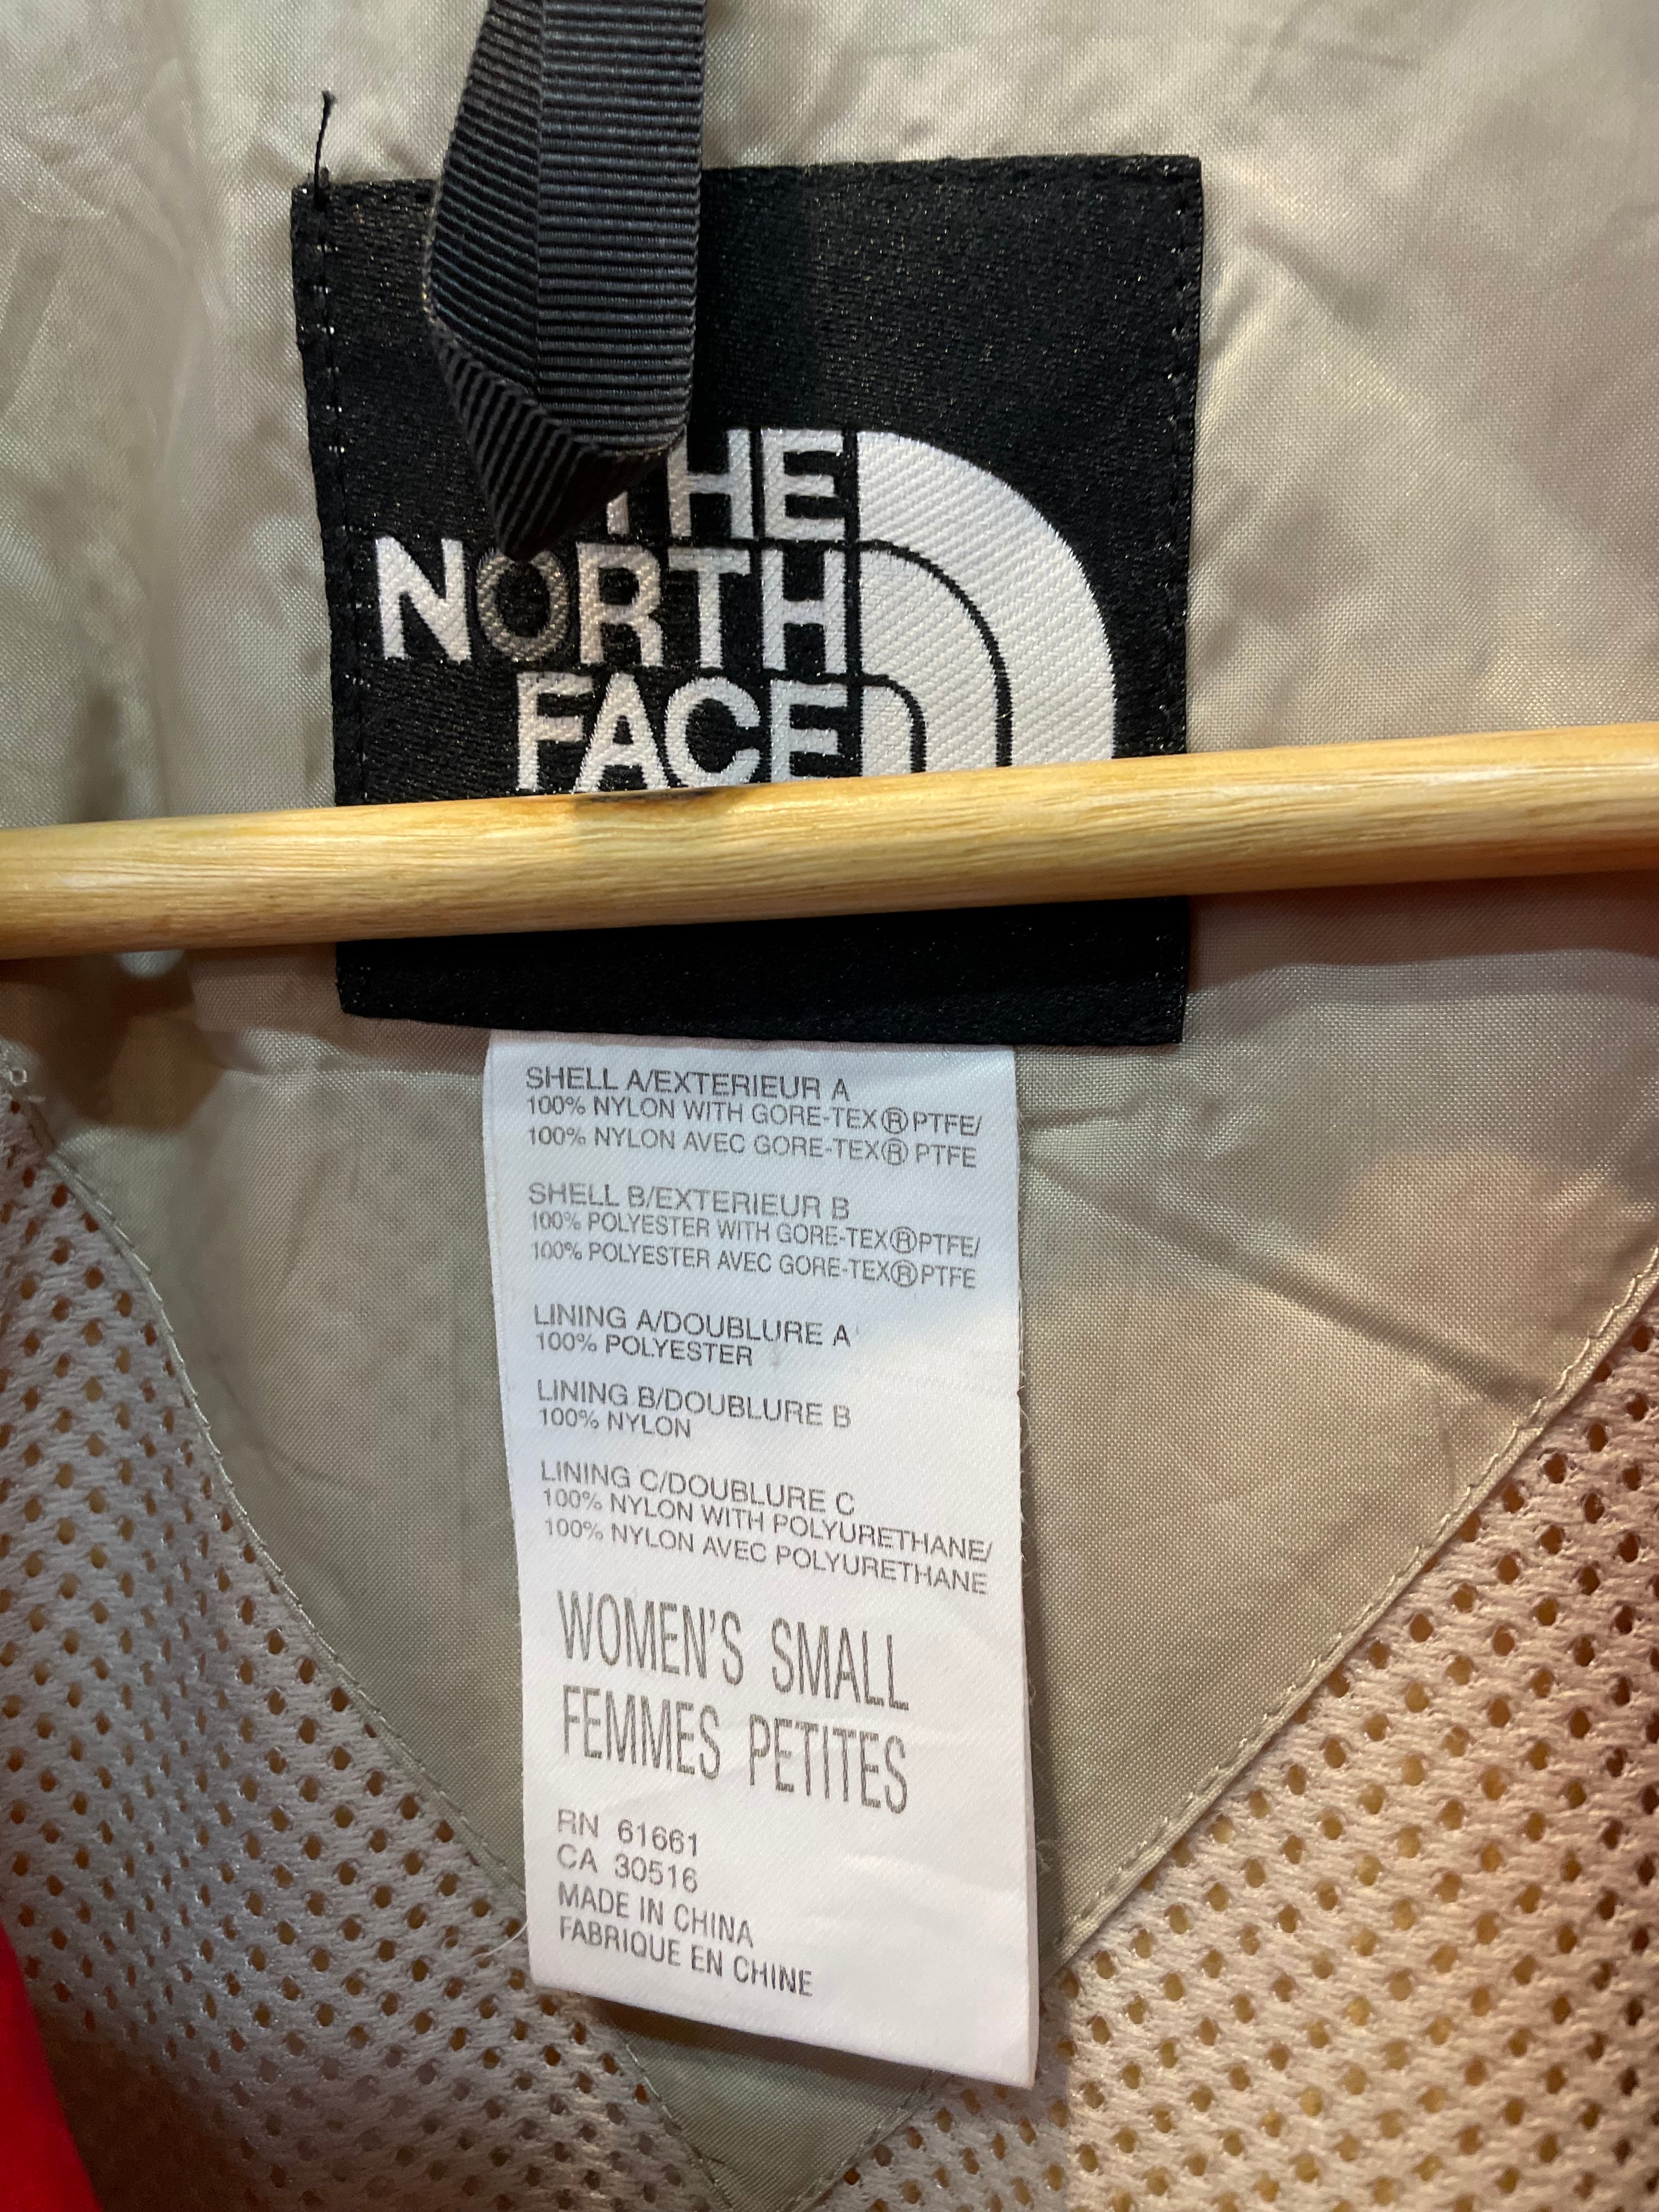 THE
NORTH
FACE
SHELL A/EXTERIEUR A
100% NYLON WITH GORE-TEX®PTFE/
100% NYLON AVEC GORE-TEX® PTFE
SHELL B/EXTERIEUR B
100% POLYESTER WITH GORE-TEX®PTFE/
100% POLYESTER AVEC GORE-TEX®PTFE
LINING A/DOUBLURE A
100% POLYESTER
LINING B/DOUBLURE B
100% NYLON
LINING C/DOUBLURE C
100% NYLON WITH POLYURETHANE/
100% NYLON AVEC POLYURETHANE
WOMEN'S SMALL
FEMMES PETITES
RN 61661
CA 30516
MADE IN CHINA
FABRIQUE EN CHINE